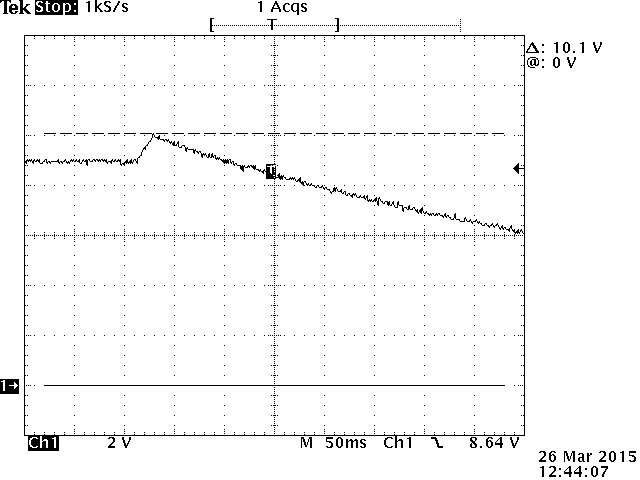 Tek Stop: 1kS/s 1 Acqs
[ T ]
Δ: 10.1 V
@: 0 V
T
1→
Ch1 2 V M 50ms Ch1 8.64 V
26 Mar 2015
12:44:07